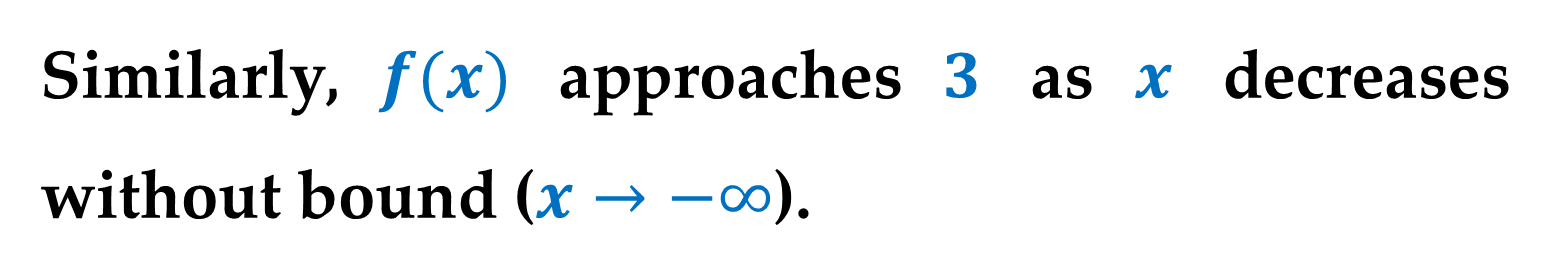 Similarly, f(x) approaches 3 as x decreases
without bound (x → −∞).